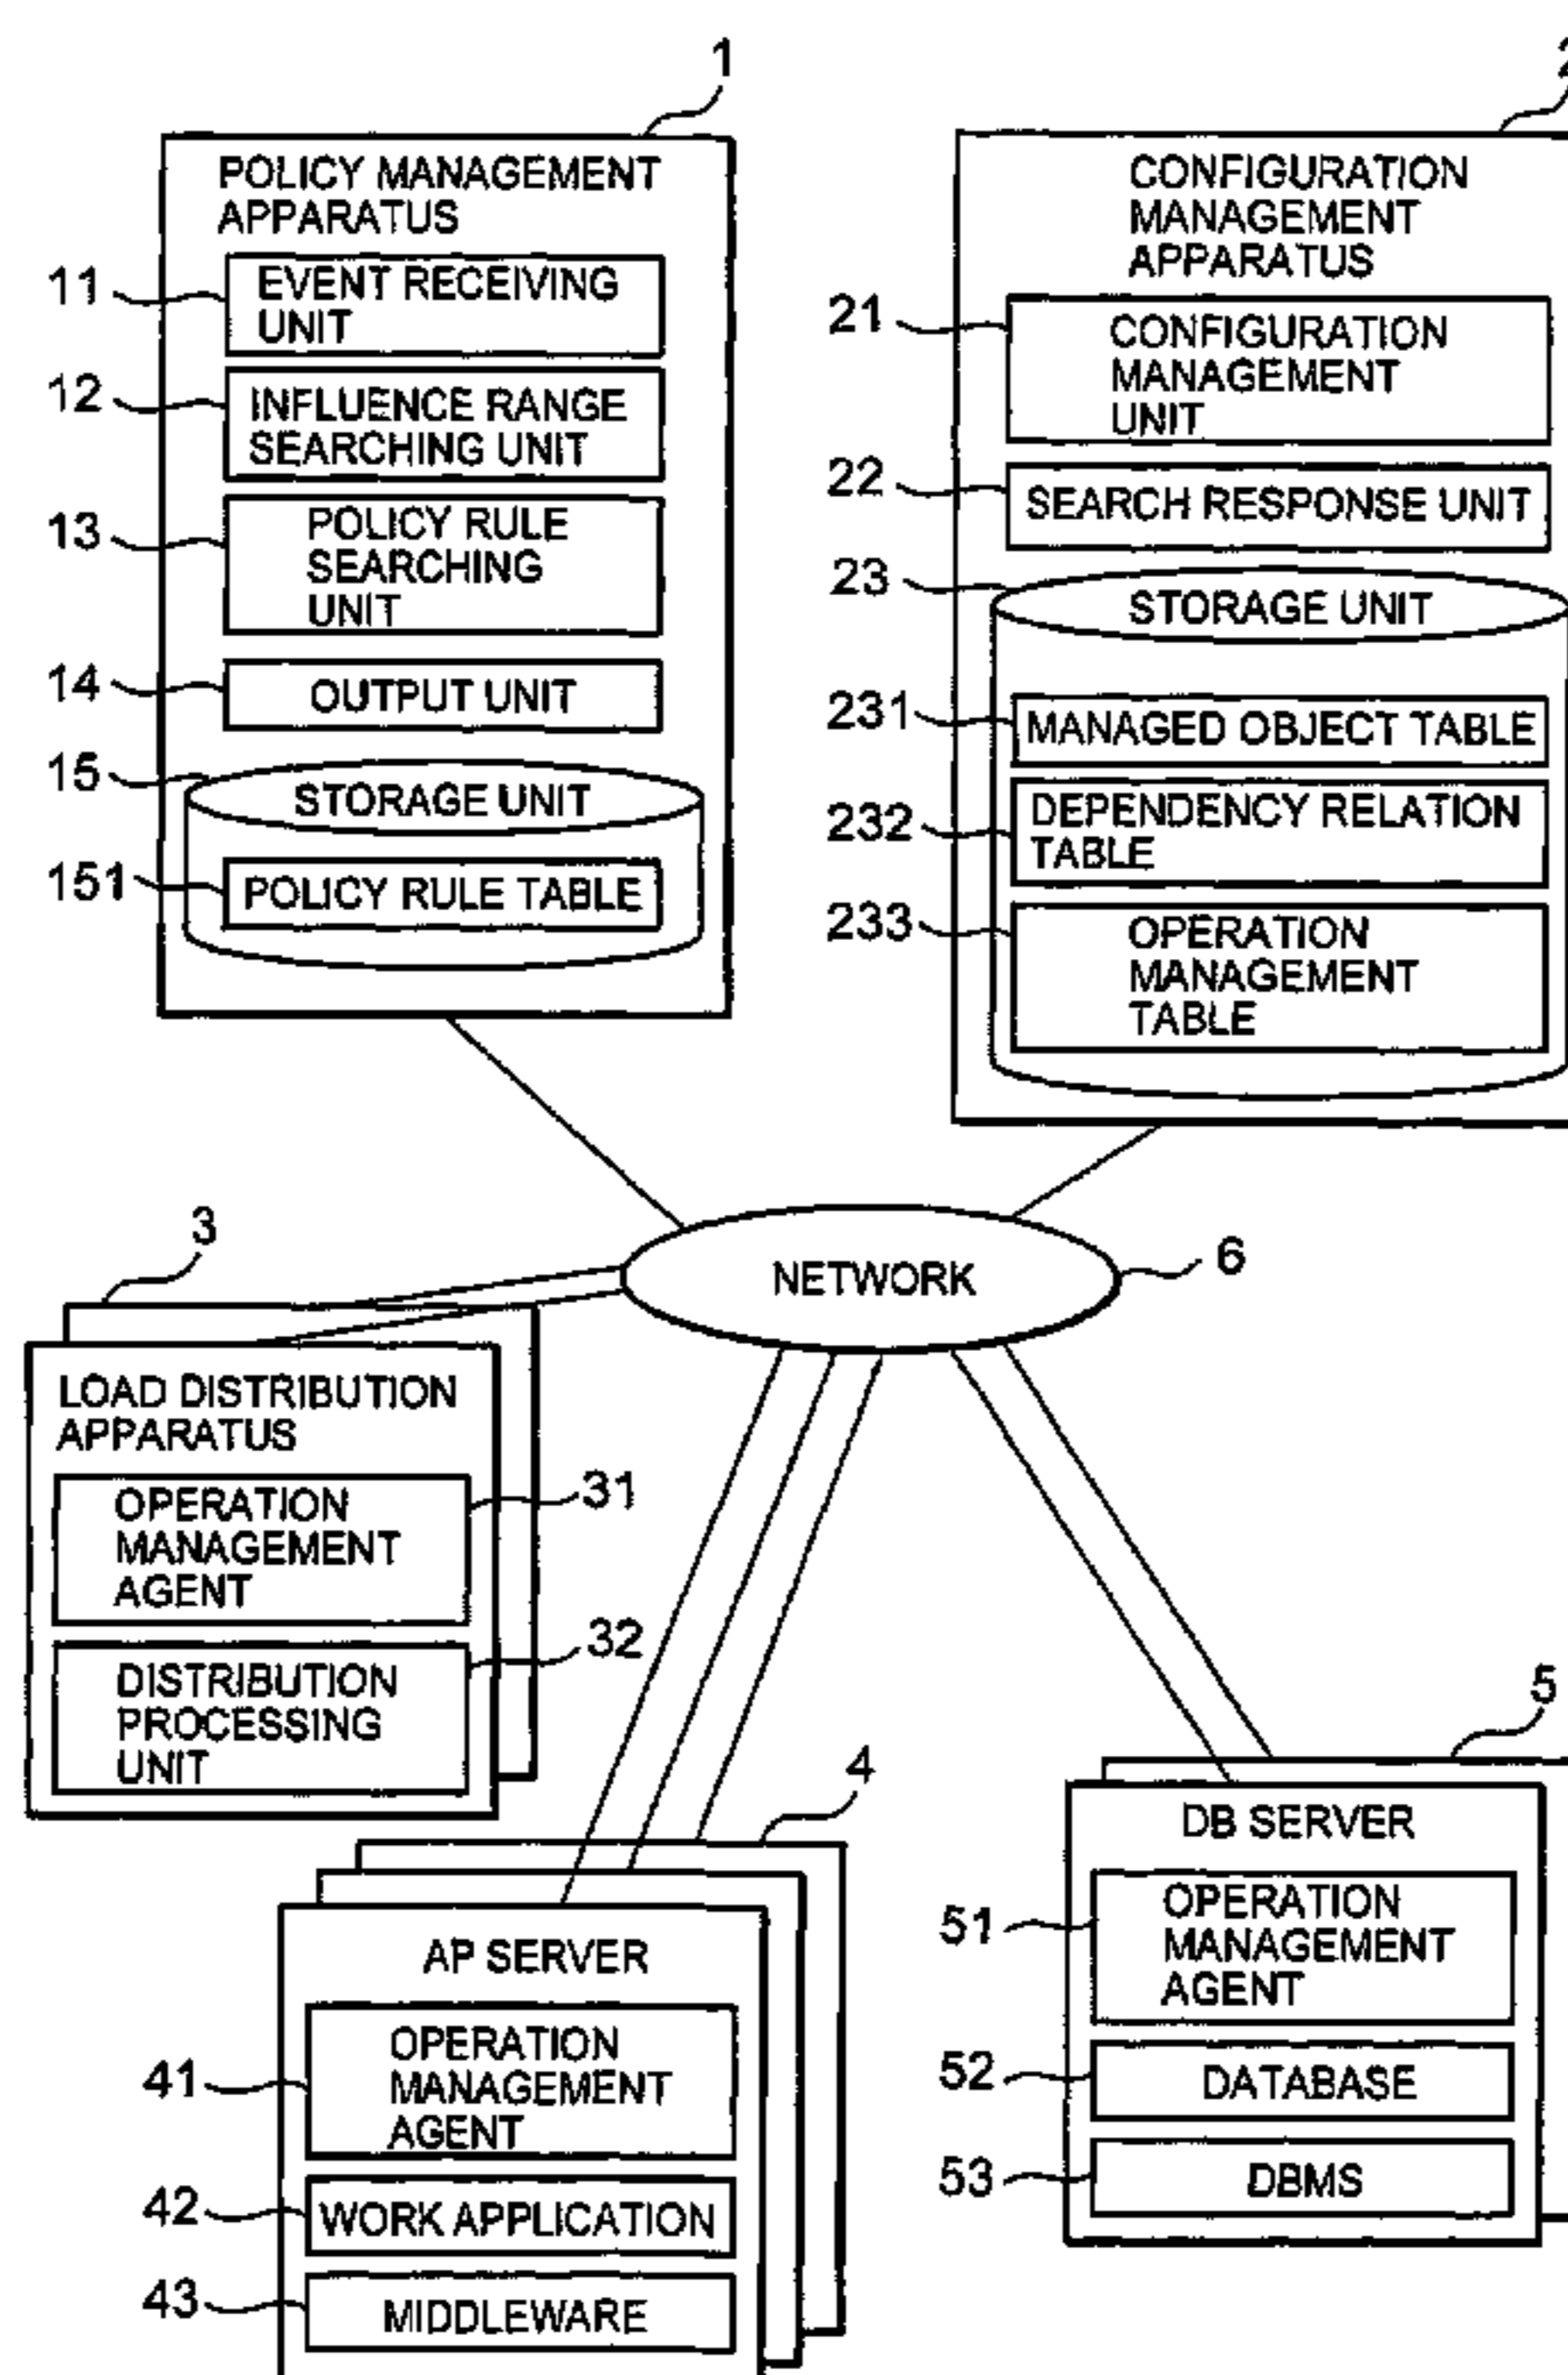 1
POLICY MANAGEMENT
APPARATUS
11
EVENT RECEIVING
UNIT
12
INFLUENCE RANGE
SEARCHING UNIT
13
POLICY RULE
SEARCHING
UNIT
14
OUTPUT UNIT
15
STORAGE UNIT
151
POLICY RULE TABLE
2
CONFIGURATION
MANAGEMENT
APPARATUS
21
CONFIGURATION
MANAGEMENT
UNIT
22
SEARCH RESPONSE UNIT
23
STORAGE UNIT
231
MANAGED OBJECT TABLE
232
DEPENDENCY RELATION
TABLE
233
OPERATION
MANAGEMENT
TABLE
NETWORK
6
3
LOAD DISTRIBUTION
APPARATUS
OPERATION
MANAGEMENT
AGENT
31
DISTRIBUTION
PROCESSING
UNIT
32
4
AP SERVER
41
OPERATION
MANAGEMENT
AGENT
42
WORK APPLICATION
43
MIDDLEWARE
5
DB SERVER
51
OPERATION
MANAGEMENT
AGENT
52
DATABASE
53
DBMS